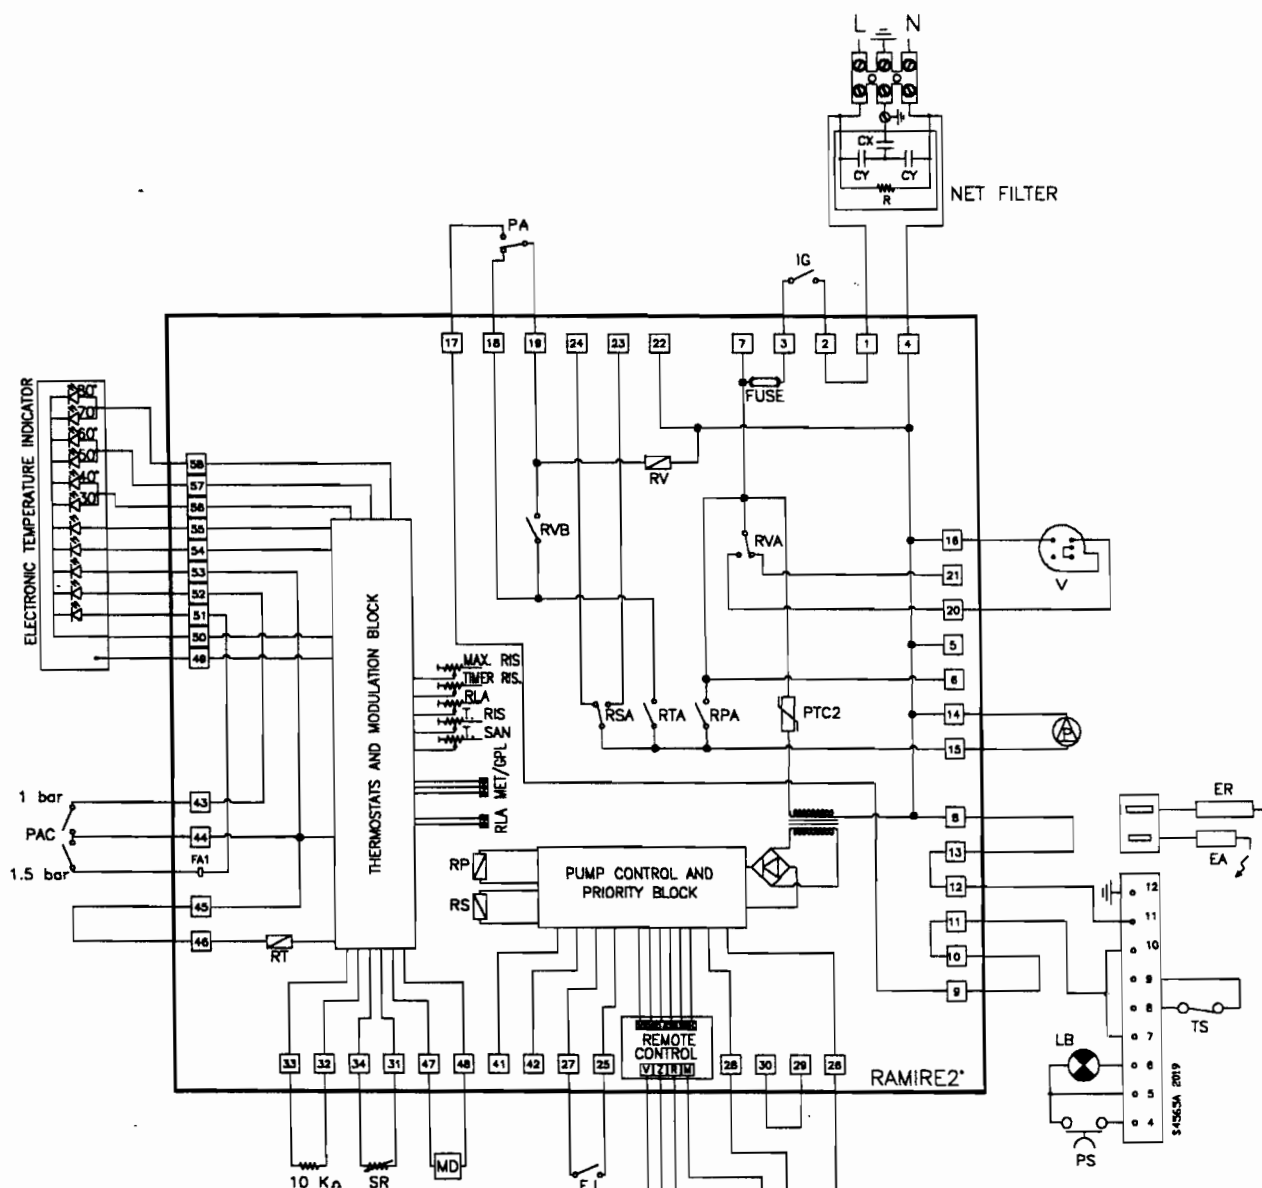 L N
CX
CY CY
R
NET FILTER
PA
IG
17 18 19 24 23 22 7 3 2 1 4
FUSE
ELECTRONIC TEMPERATURE INDICATOR
80°
70°
60°
50°
40°
30°
58
57
56
55
54
53
52
51
50
49
RV
RVB
RVA
16
21
20
5
6
14
15
V
P
THERMOSTATS AND MODULATION BLOCK
MAX. RIS
TIMER RIS.
RLA
T. RIS
T. SAN
MET/GPL
RLA
RSA RTA RPA PTC2
1 bar
PAC
1.5 bar
43
44
FA1
45
46
RT
RP
RS
PUMP CONTROL AND
PRIORITY BLOCK
8
13
12
11
10
9
ER
EA
12
11
10
9
8
7
6
5
4
TS
LB
PS
S4565A 2019
REMOTE
CONTROL
V Z R M
33 32 34 31 47 48 41 42 27 25 28 30 29 26
RAMIRE2*
10 K
SR
MD